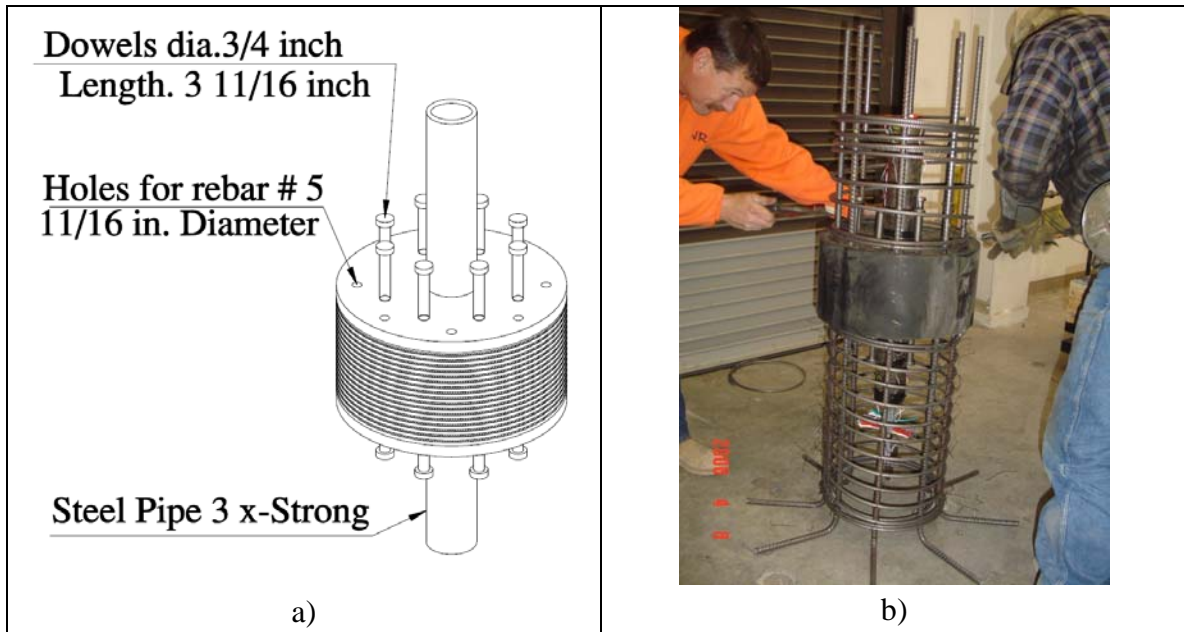 Dowels dia.3/4 inch
Length. 3 11/16 inch
Holes for rebar # 5
11/16 in. Diameter
Steel Pipe 3 x-Strong
a)
b)